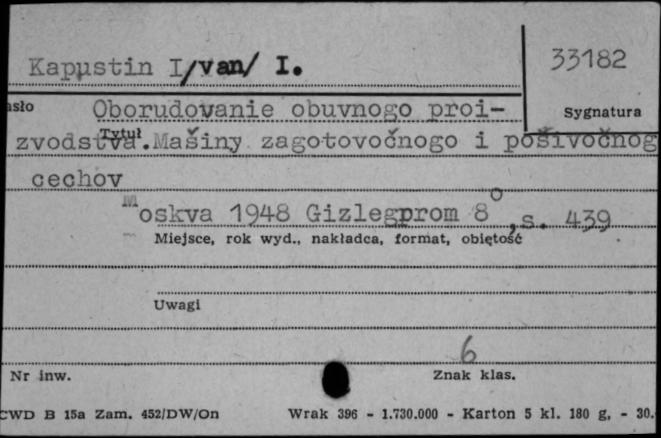 Kapustin I/van/ I.
33182
asło
Oborudovanie obuvnogo proi-
Sygnatura
Tytuł
zvodstva.Mašiny zagotovočnogo i pošivočnog
cechov
Moskva 1948 Gizlegprom 8o,s. 439
Miejsce, rok wyd., nakładca, format, objętość
Uwagi
6
Nr inw.
Znak klas.
CWD B 15a Zam. 452/DW/On Wrak 396 - 1.730.000 - Karton 5 kl. 180 g, - 30.